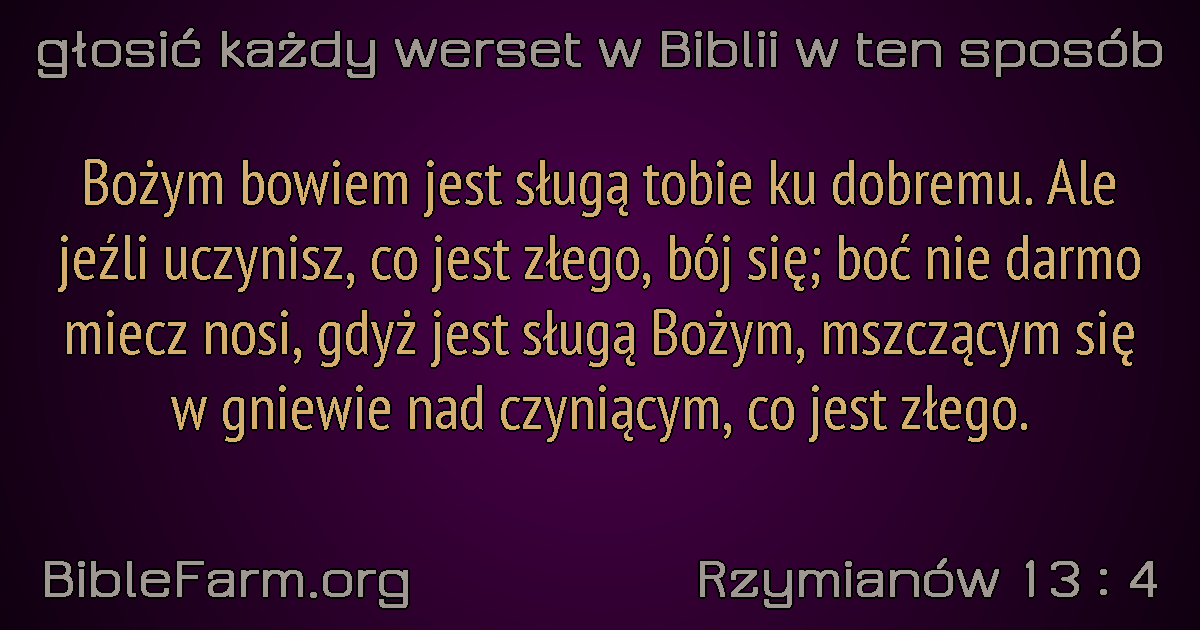 głosić każdy werset w Biblii w ten sposób
Bożym bowiem jest sługą tobie ku dobremu. Ale
jeźli uczynisz, co jest złego, bój się; boć nie darmo
miecz nosi, gdyż jest sługą Bożym, mszczącym się
w gniewie nad czyniącym, co jest złego.
BibleFarm.org
Rzymianów 13 : 4